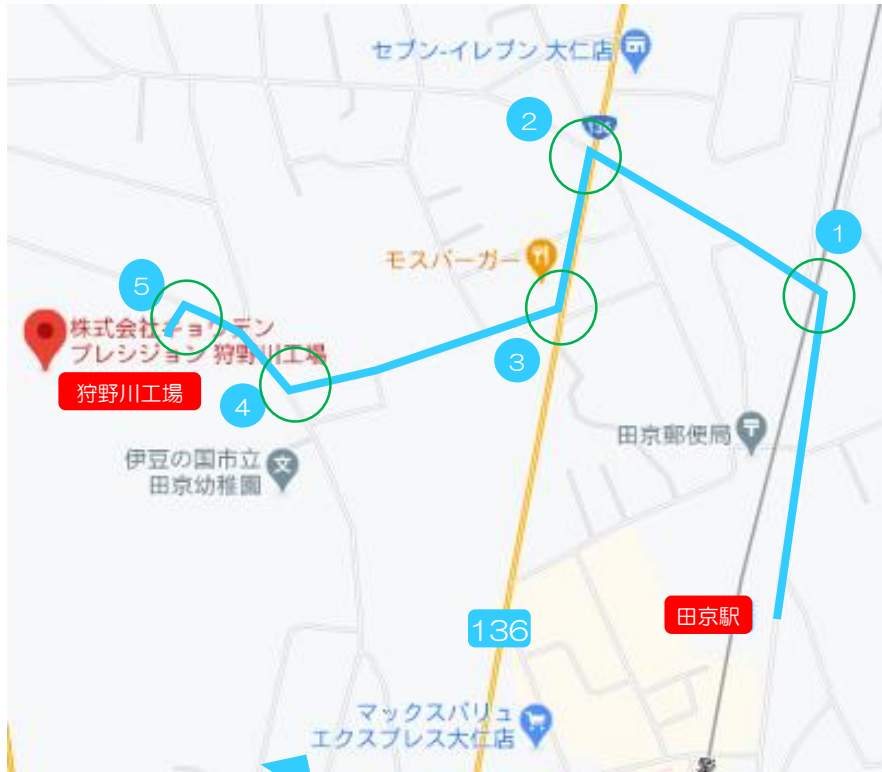 セブン-イレブン 大仁店
2
136
1
モスバーガー
5
株式会社キョウデン
プレシジョン 狩野川工場
3
狩野川工場
4
田京郵便局
伊豆の国市立
田京幼稚園
文
136
田京駅
マックスバリュ
エクスプレス大仁店